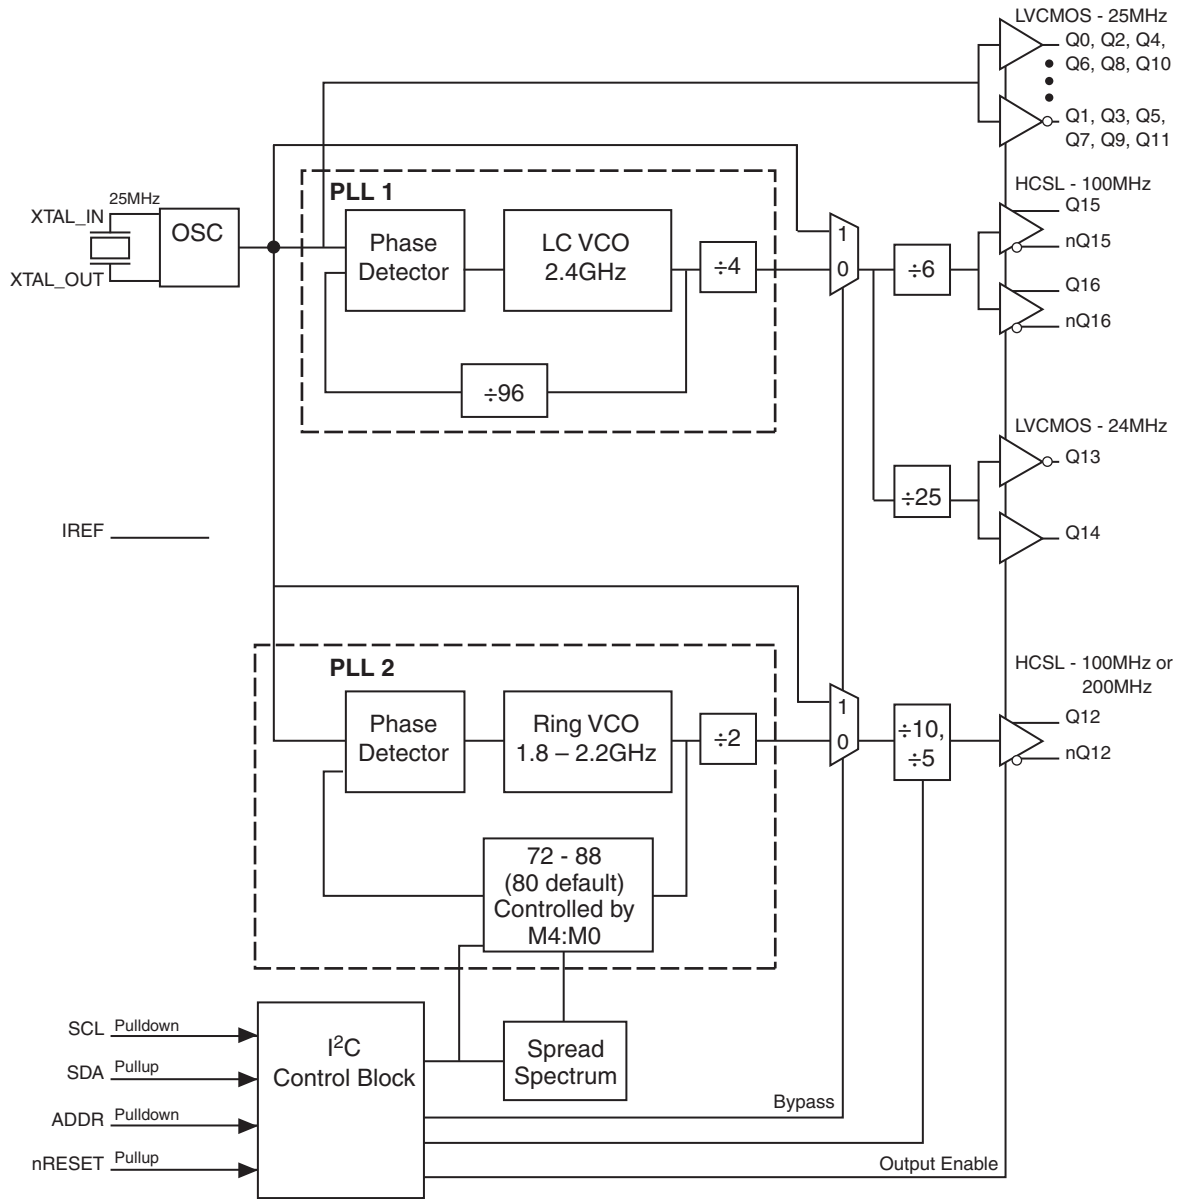 LVCMOS - 25MHz
Q0, Q2, Q4,
Q6, Q8, Q10
Q1, Q3, Q5,
Q7, Q9, Q11
HCSL - 100MHz
Q15
nQ15
Q16
nQ16
PLL 1
25MHz
XTAL_IN
XTAL_OUT
OSC
Phase
Detector
LC VCO
2.4GHz
÷4
1
0
÷6
÷96
LVCMOS - 24MHz
Q13
÷25
Q14
IREF
PLL 2
HCSL - 100MHz or
200MHz
Phase
Detector
Ring VCO
1.8 – 2.2GHz
÷2
1
0
÷10,
÷5
Q12
nQ12
72 - 88
(80 default)
Controlled by
M4:M0
SCL Pulldown
SDA Pullup
ADDR Pulldown
nRESET Pullup
I²C
Control Block
Spread
Spectrum
Bypass
Output Enable